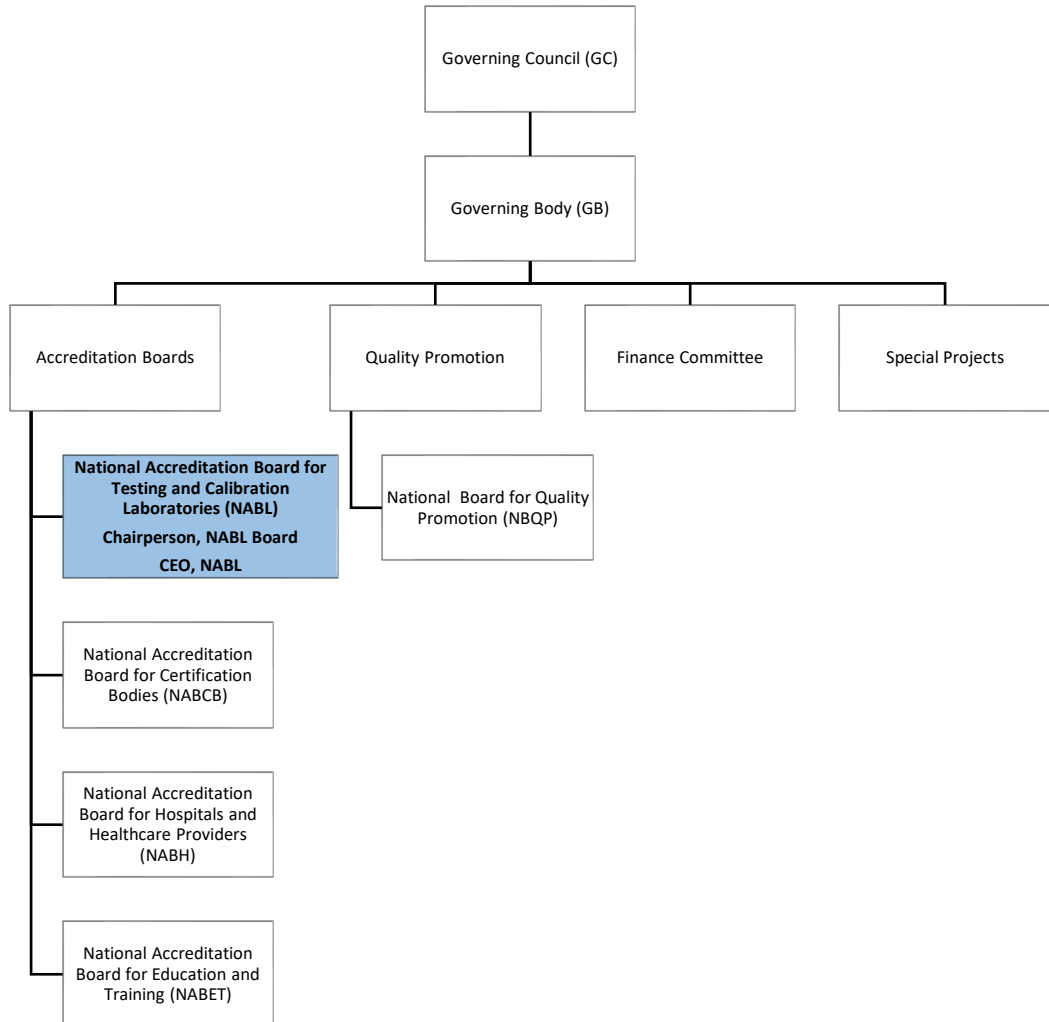 Governing Council (GC)
Governing Body (GB)
Accreditation Boards
Quality Promotion
Finance Committee
Special Projects
National Accreditation Board for
Testing and Calibration
Laboratories (NABL)
Chairperson, NABL Board
CEO, NABL
National  Board for Quality
Promotion (NBQP)
National Accreditation
Board for Certification
Bodies (NABCB)
National Accreditation
Board for Hospitals and
Healthcare Providers
(NABH)
National Accreditation
Board for Education and
Training (NABET)